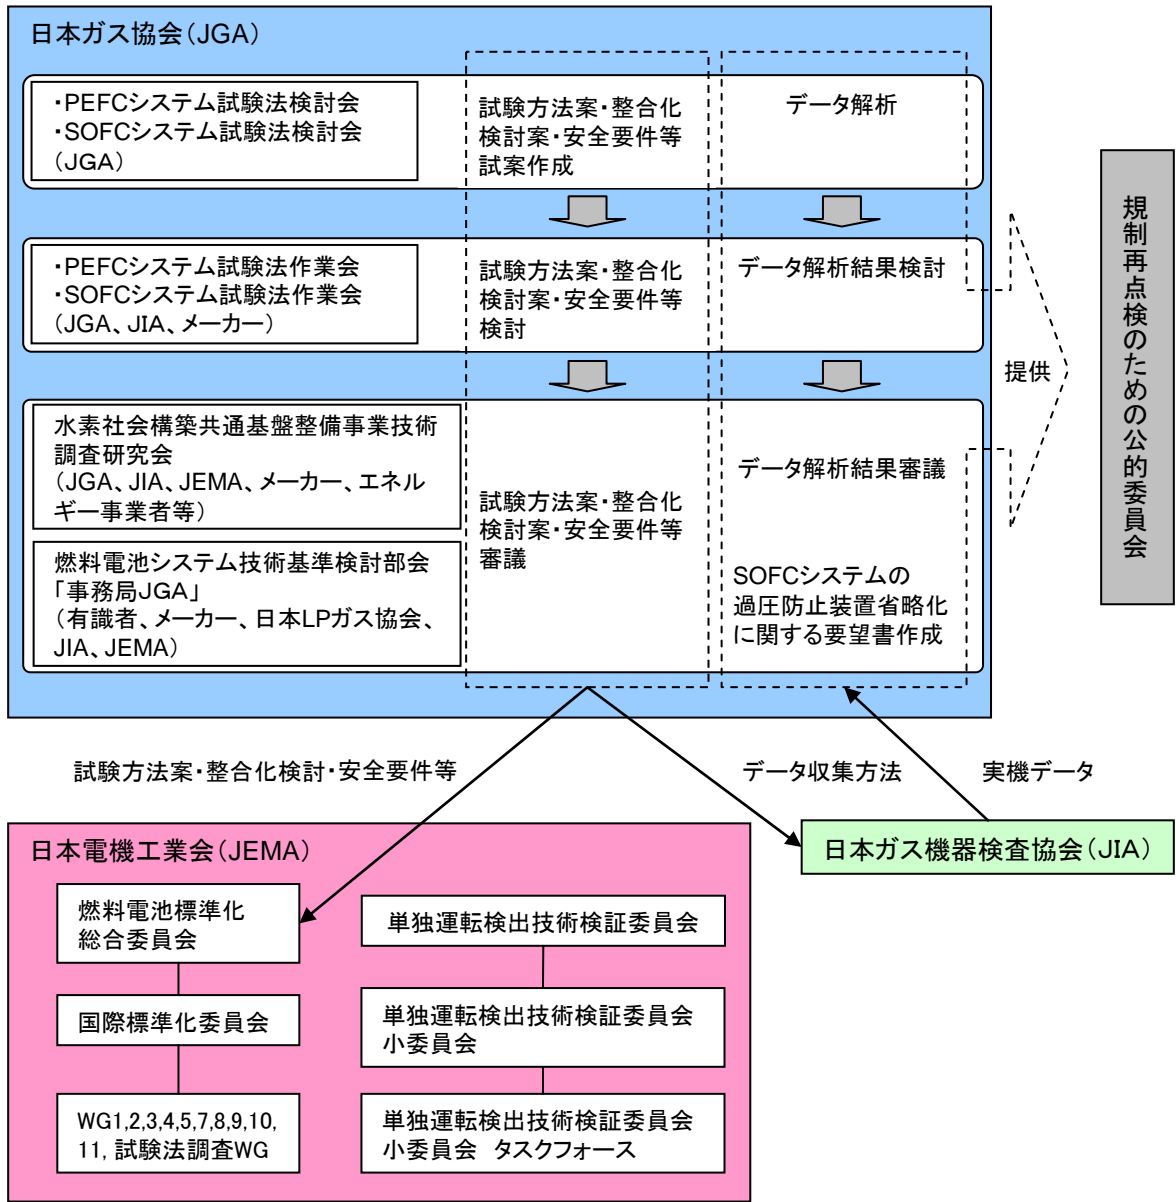 日本ガス協会(JGA)
・PEFCシステム試験法検討会
・SOFCシステム試験法検討会
(JGA)
試験方法案・整合化
検討案・安全要件等
試案作成
データ解析
・PEFCシステム試験法作業会
・SOFCシステム試験法作業会
(JGA、JIA、メーカー)
試験方法案・整合化
検討案・安全要件等
検討
データ解析結果検討
水素社会構築共通基盤整備事業技術
調査研究会
(JGA、JIA、JEMA、メーカー、エネル
ギー事業者等)
燃料電池システム技術基準検討部会
「事務局JGA」
(有識者、メーカー、日本LPガス協会、
JIA、JEMA)
試験方法案・整合化
検討案・安全要件等
審議
データ解析結果審議
SOFCシステムの
過圧防止装置省略化
に関する要望書作成
提供
規制再点検のための公的委員会
試験方法案・整合化検討・安全要件等
データ収集方法
実機データ
日本電機工業会(JEMA)
燃料電池標準化
総合委員会
国際標準化委員会
WG1,2,3,4,5,7,8,9,10,
11, 試験法調査WG
単独運転検出技術検証委員会
単独運転検出技術検証委員会
小委員会
単独運転検出技術検証委員会
小委員会 タスクフォース
日本ガス機器検査協会(JIA)